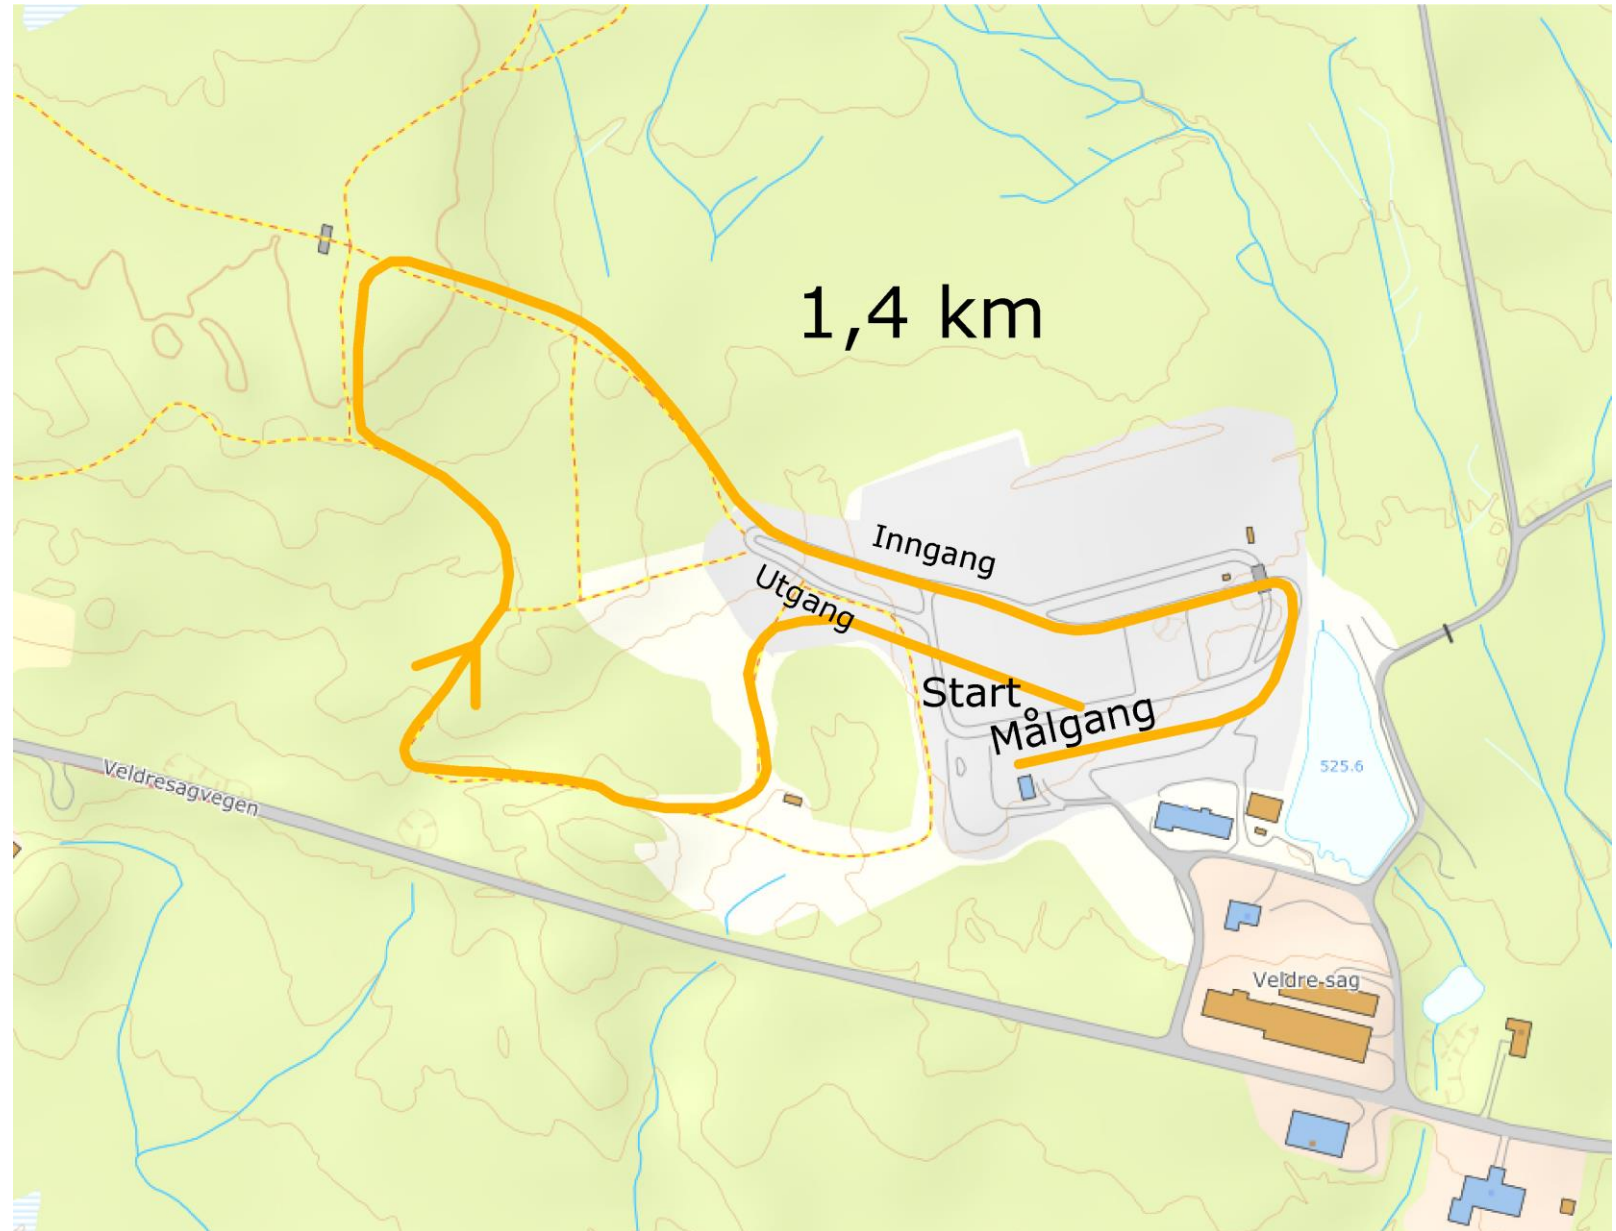 1,4 km
Inngang
Utgang
Start
Målgang
525.6
Veldresagvegen
Veldre sag